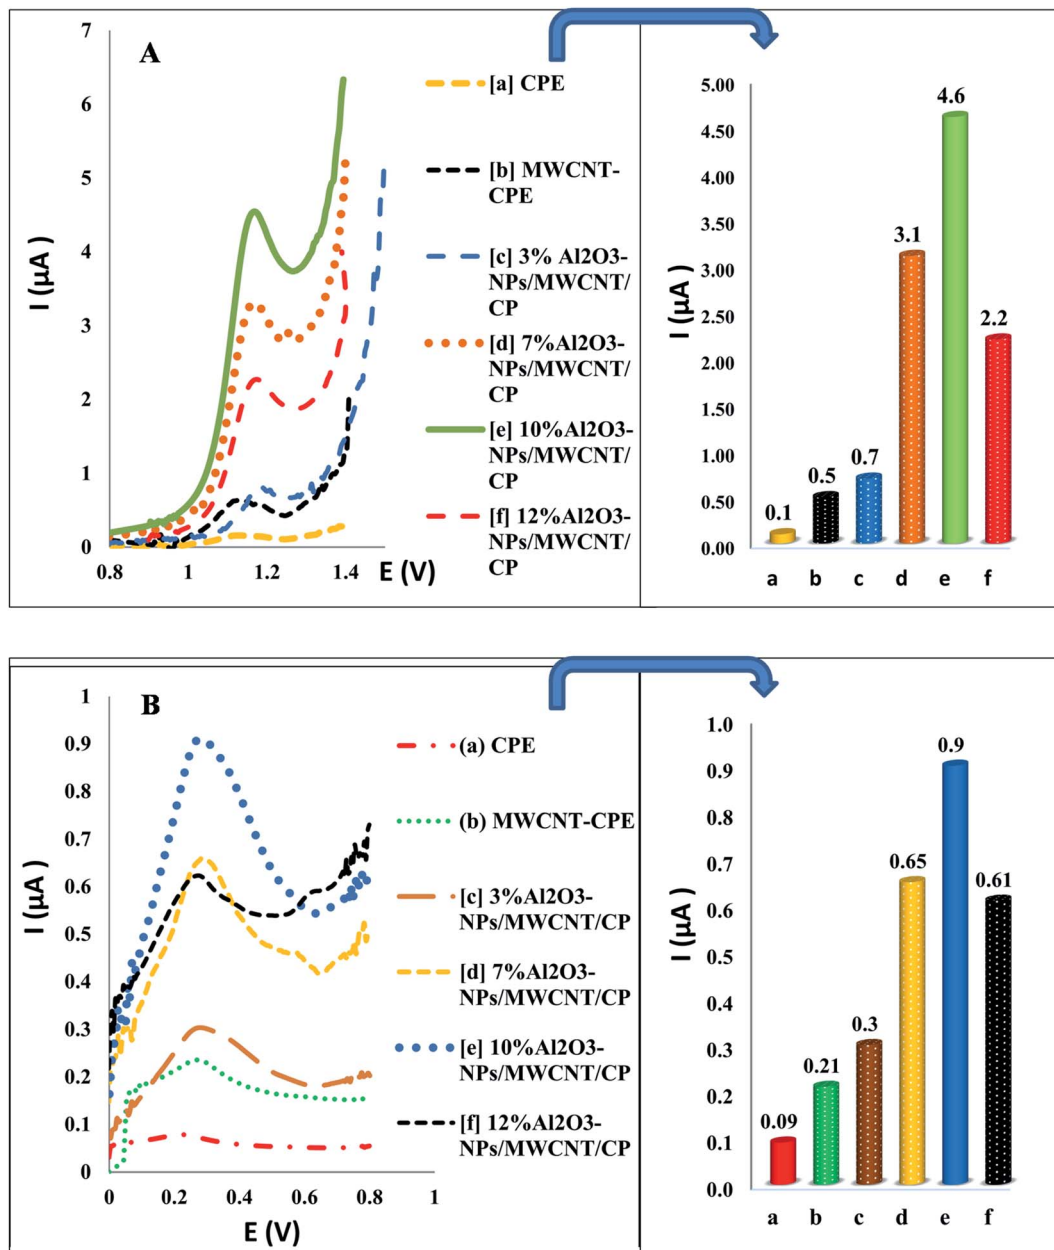 A
7
6
5
4
3
2
1
0
I (µA )
0.8
1
1.2
1.4
E (V)
[a] CPE
[b] MWCNT-
CPE
[c] 3% Al2O3-
NPs/MWCNT/
CP
[d] 7%Al2O3-
NPs/MWCNT/
CP
[e] 10%Al2O3-
NPs/MWCNT/
CP
[f] 12%Al2O3-
NPs/MWCNT/
CP
5.00
4.50
4.00
3.50
3.00
2.50
2.00
1.50
1.00
0.50
0.00
I (µA )
0.1
0.5
0.7
3.1
4.6
2.2
a
b
c
d
e
f
B
1
0.9
0.8
0.7
0.6
0.5
0.4
0.3
0.2
0.1
0
I (µA )
0
0.2
0.4
0.6
0.8
1
E (V)
(a) CPE
(b) MWCNT-CPE
[c] 3%Al2O3-
NPs/MWCNT/CP
[d] 7%Al2O3-
NPs/MWCNT/CP
[e] 10%Al2O3-
NPs/MWCNT/CP
[f] 12%Al2O3-
NPs/MWCNT/CP
1.0
0.9
0.8
0.7
0.6
0.5
0.4
0.3
0.2
0.1
0.0
I (µA )
0.09
0.21
0.3
0.65
0.9
0.61
a
b
c
d
e
f